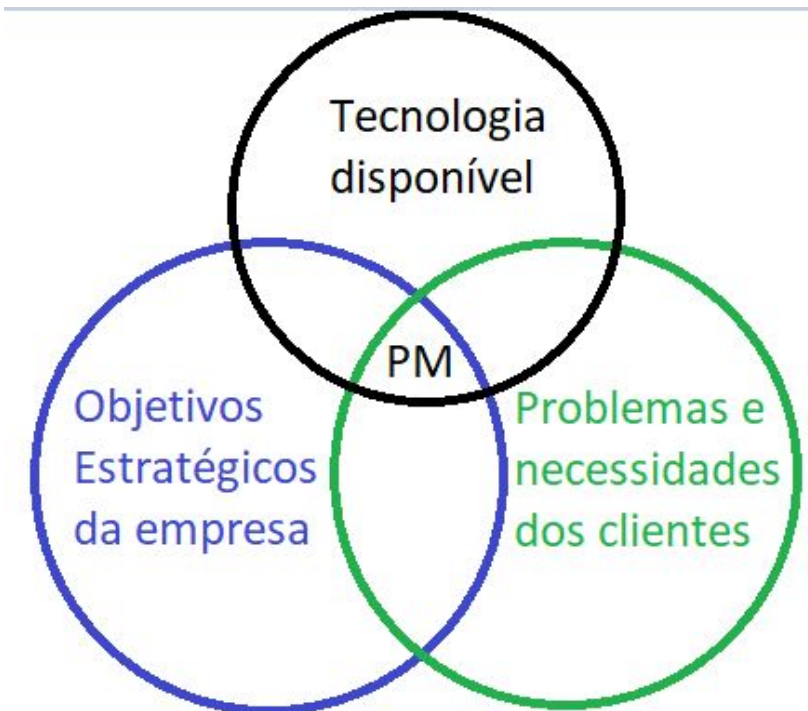 Tecnologia
disponível
PM
Objetivos
Estratégicos
da empresa
Problemas e
necessidades
dos clientes